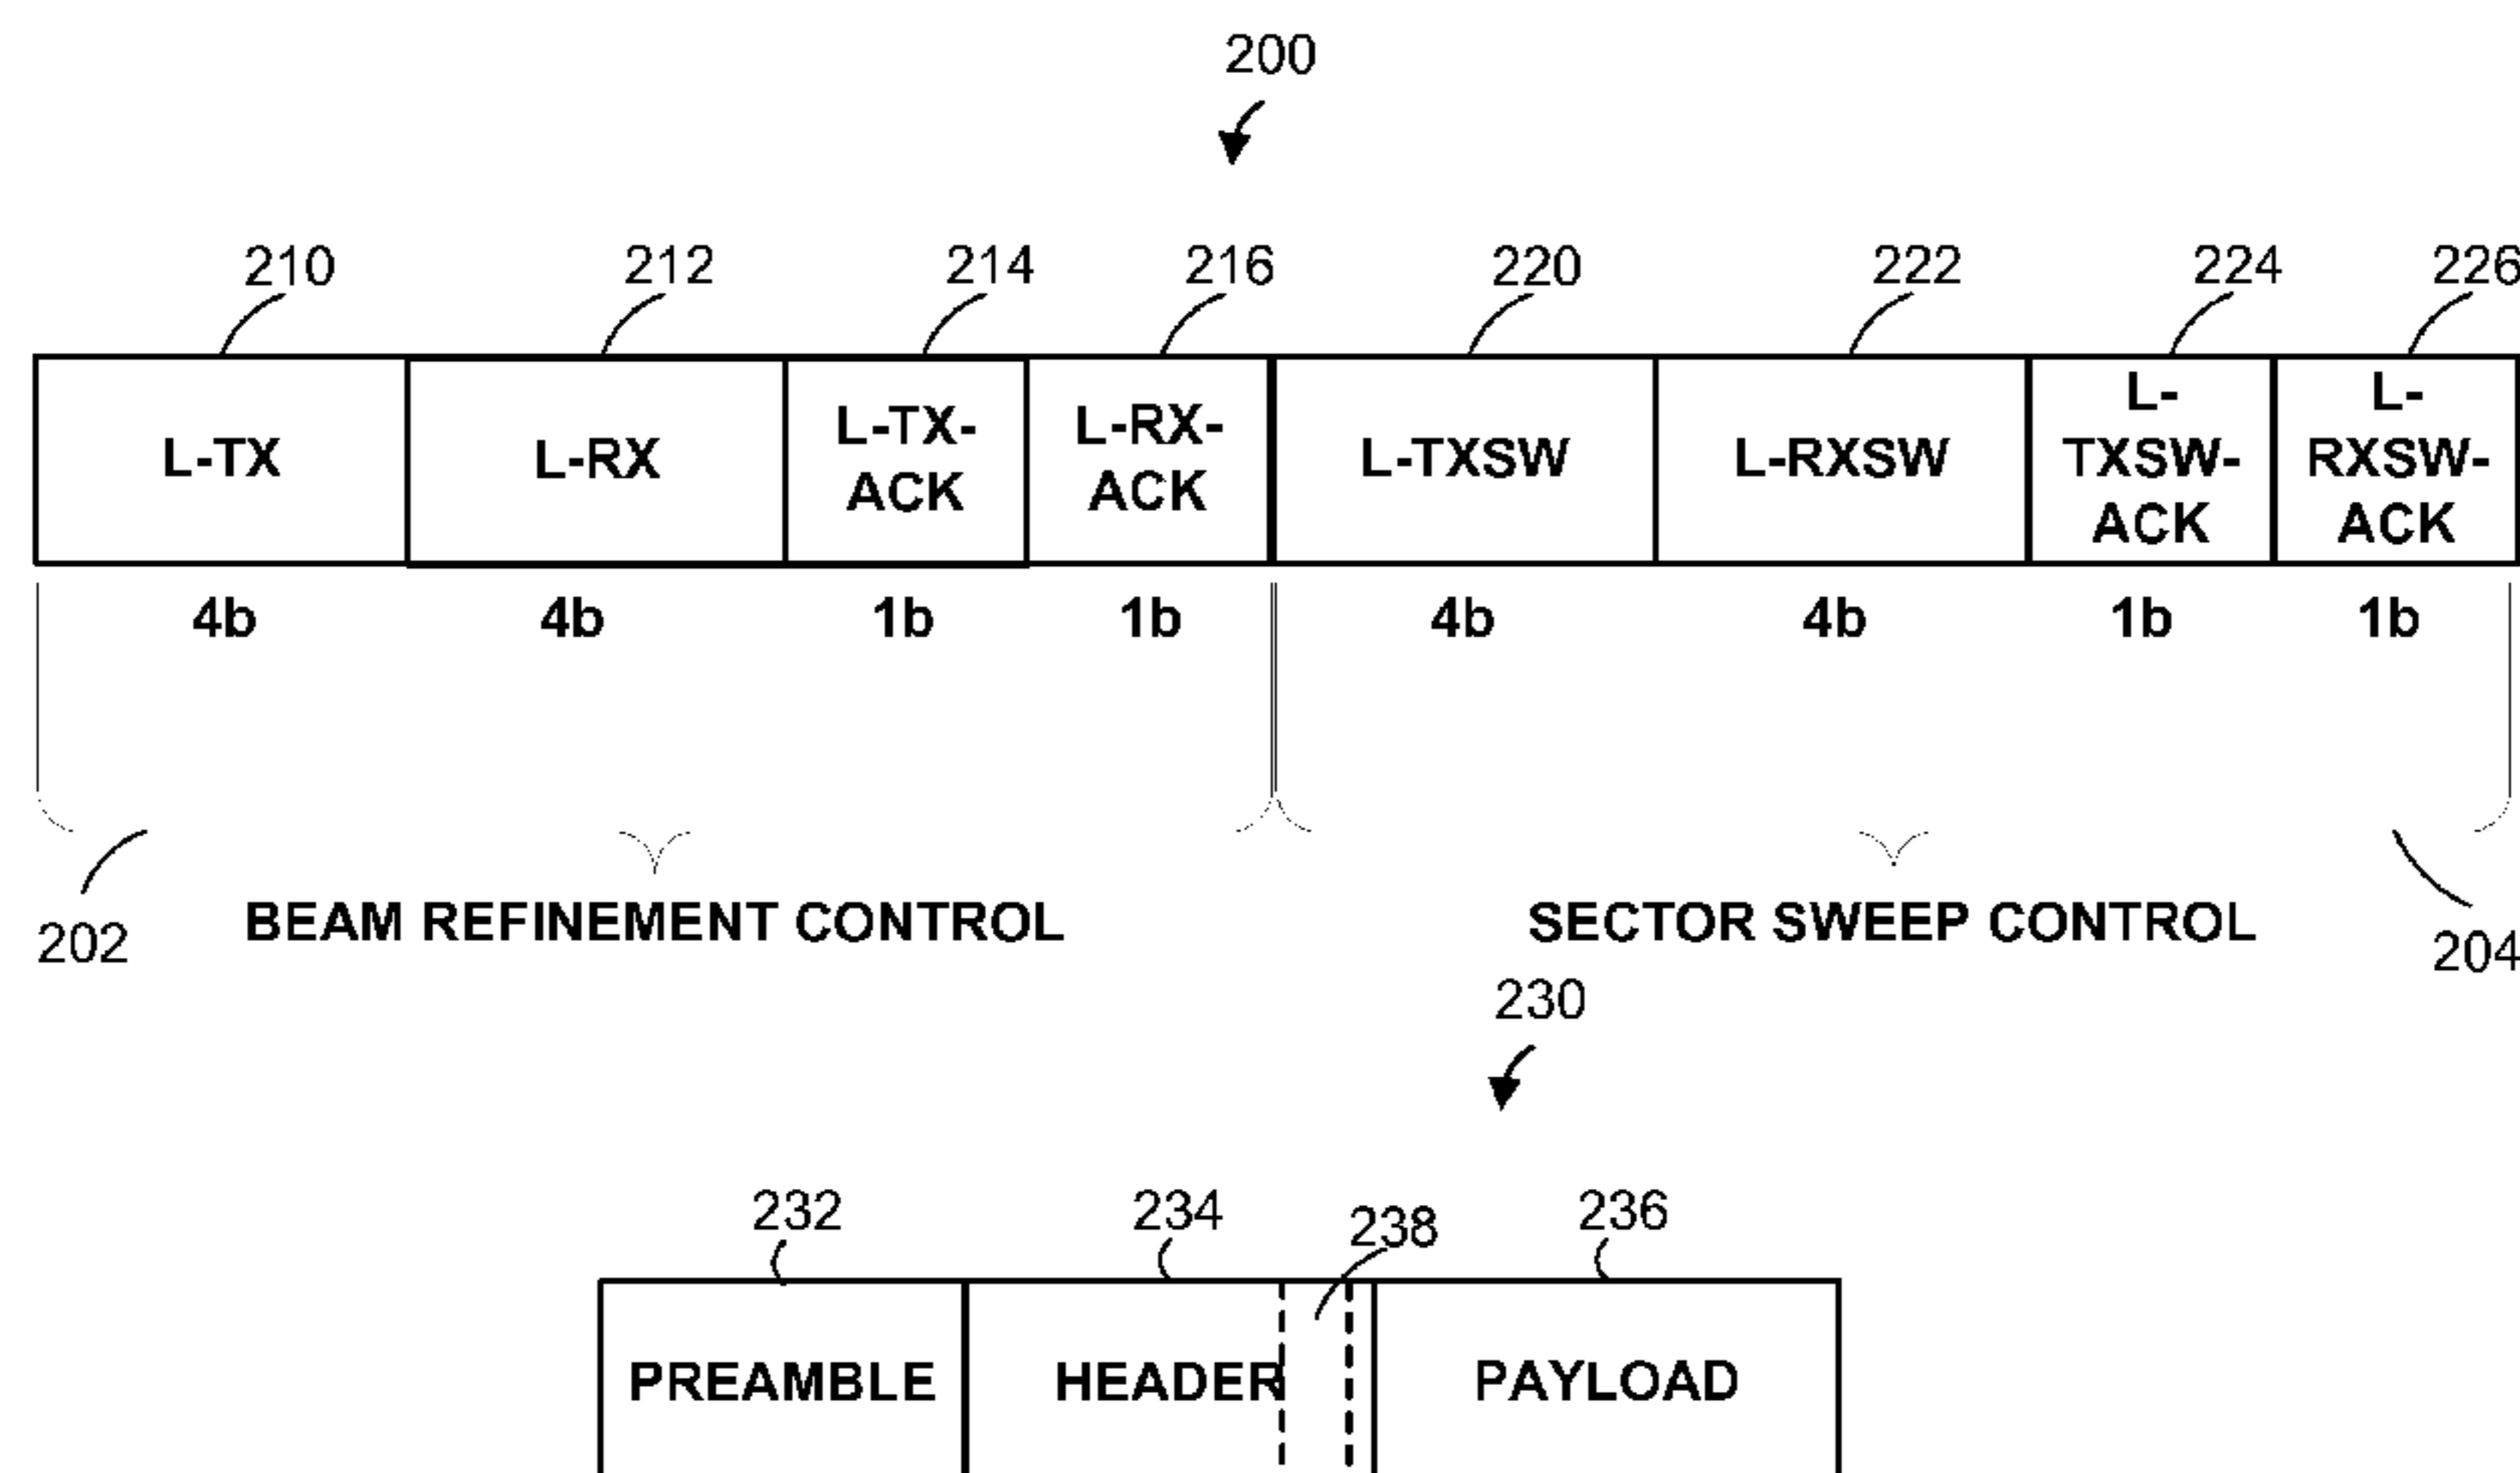 200
210 212 214 216 220 222 224 226
L-TX L-RX L-TX-ACK L-RX-ACK L-TXSW L-RXSW L-TXSW-ACK L-RXSW-ACK
4b 4b 1b 1b 4b 4b 1b 1b
202 BEAM REFINEMENT CONTROL SECTOR SWEEP CONTROL 204
230
232 234 238 236
PREAMBLE HEADER PAYLOAD